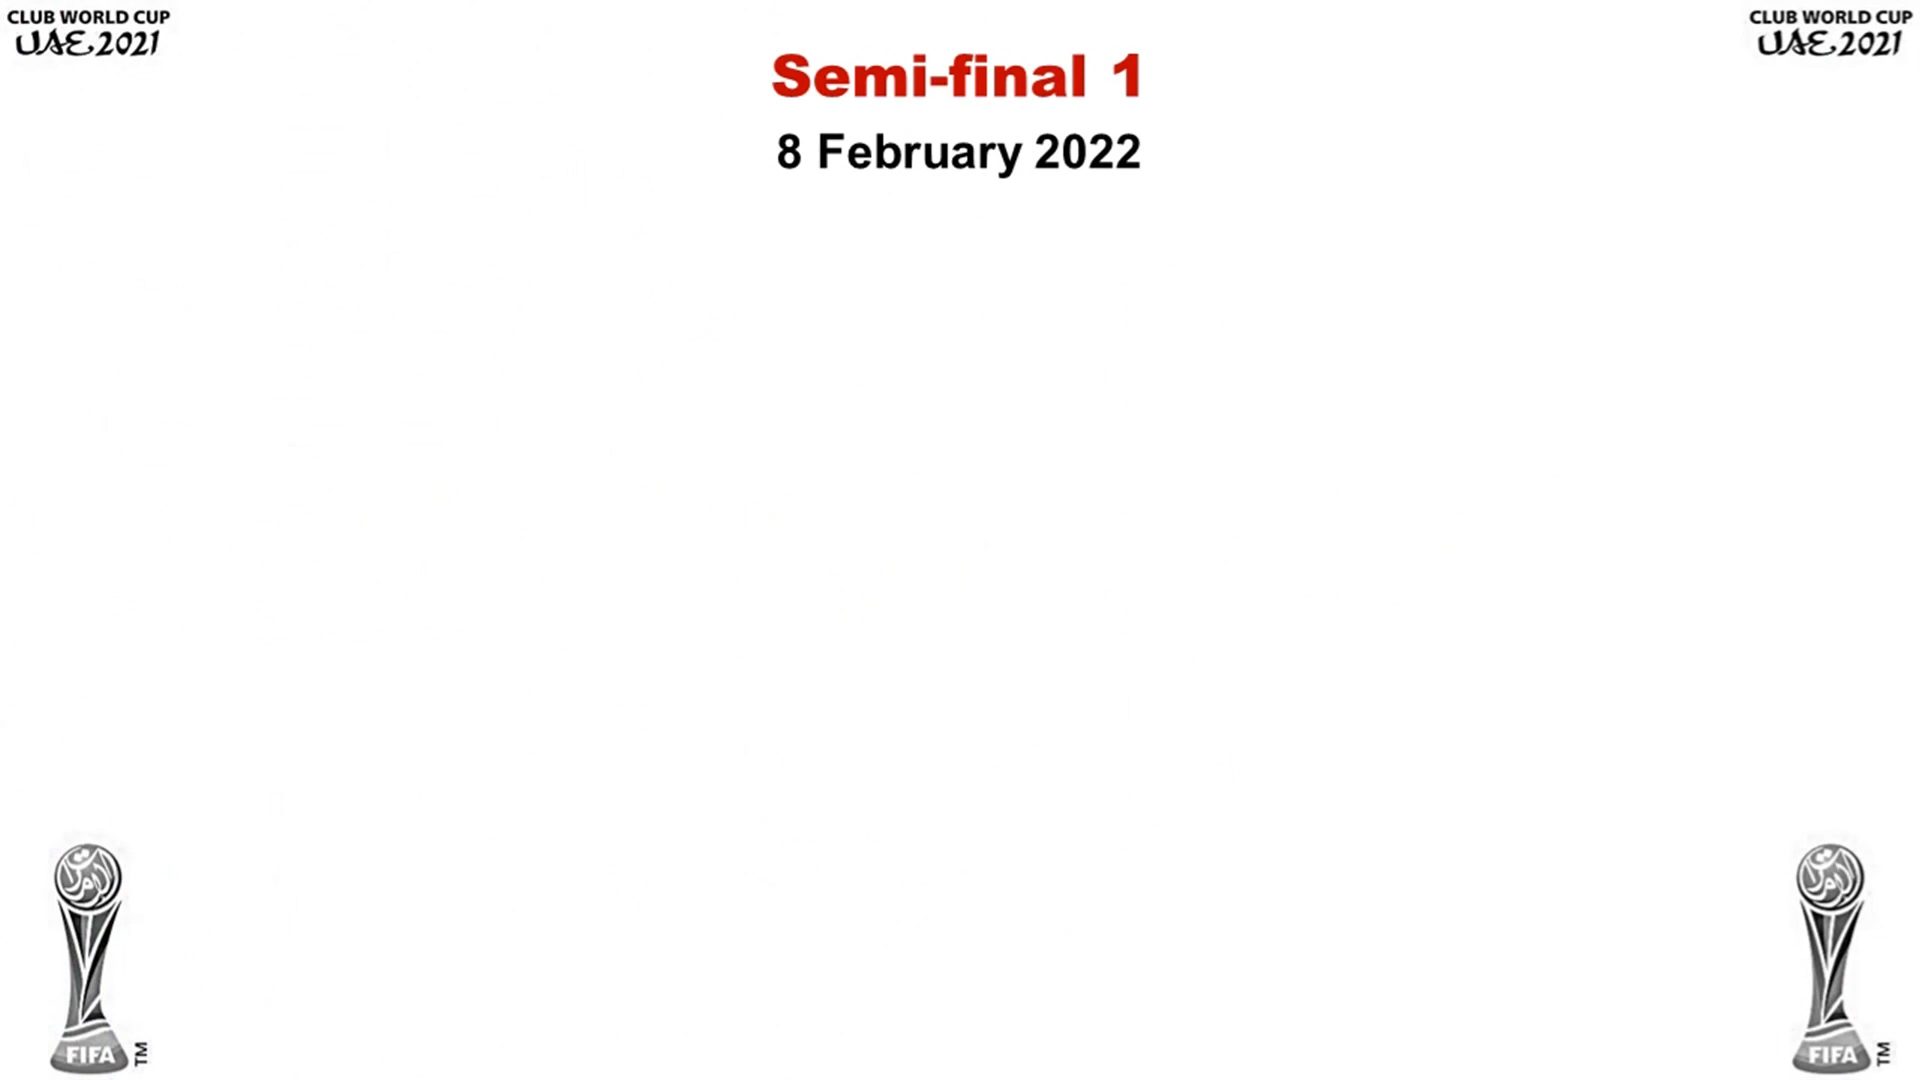 CLUB WORLD CUP
UAE 2021
CLUB WORLD CUP
UAE 2021
Semi-final 1
8 February 2022
FIFA
TM
FIFA
TM